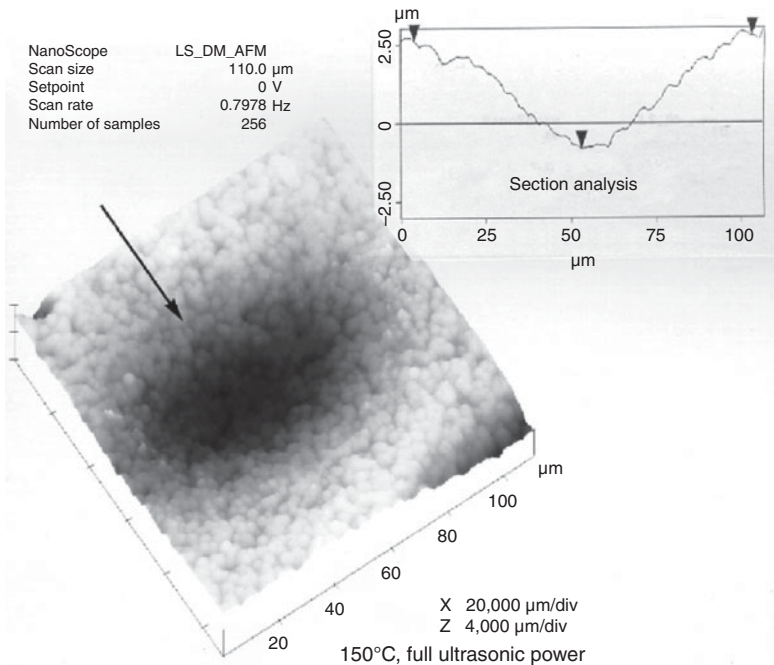 NanoScope LS_DM_AFM
Scan size 110.0 µm
Setpoint 0 V
Scan rate 0.7978 Hz
Number of samples 256
µm
2.50
0
−2.50
Section analysis
0 25 50 75 100
µm
µm
100
80
60
40
20
X 20,000 µm/div
Z 4,000 µm/div
150°C, full ultrasonic power